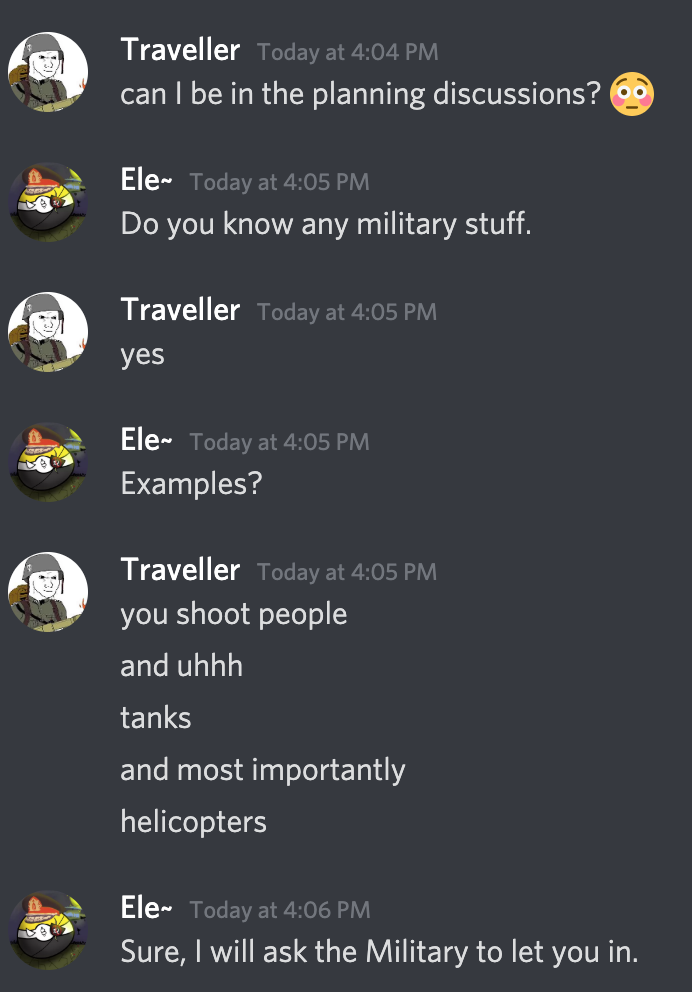 Traveller Today at 4:04 PM
can I be in the planning discussions? 😳
Ele~ Today at 4:05 PM
Do you know any military stuff.
Traveller Today at 4:05 PM
yes
Ele~ Today at 4:05 PM
Examples?
Traveller Today at 4:05 PM
you shoot people
and uhhh
tanks
and most importantly
helicopters
Ele~ Today at 4:06 PM
Sure, I will ask the Military to let you in.